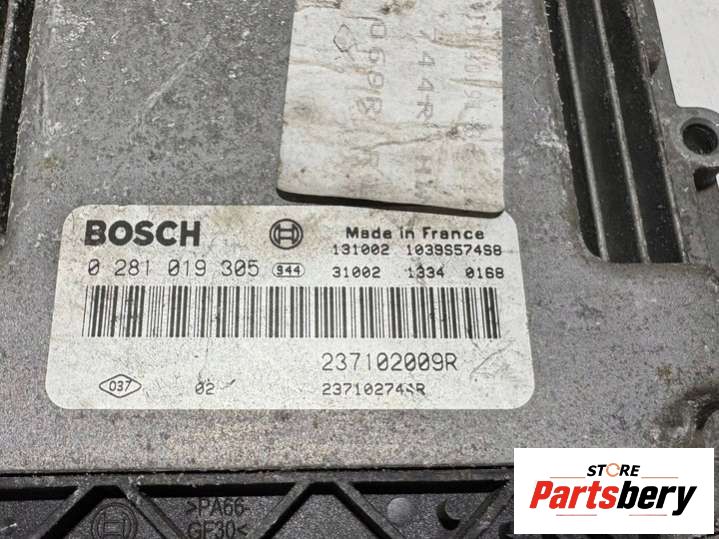 BOSCH Made in France
0 281 019 305 944 131002 1039S574S8
31002 1334 0168
237102009R
037 02
>PA66-
GF30<
STORE
Partsbery